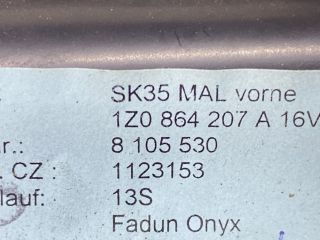 SK35 MAL vorne
1Z0 864 207 A 16V
r.: 8 105 530
. CZ : 1123153
lauf: 13S
Fadun Onyx